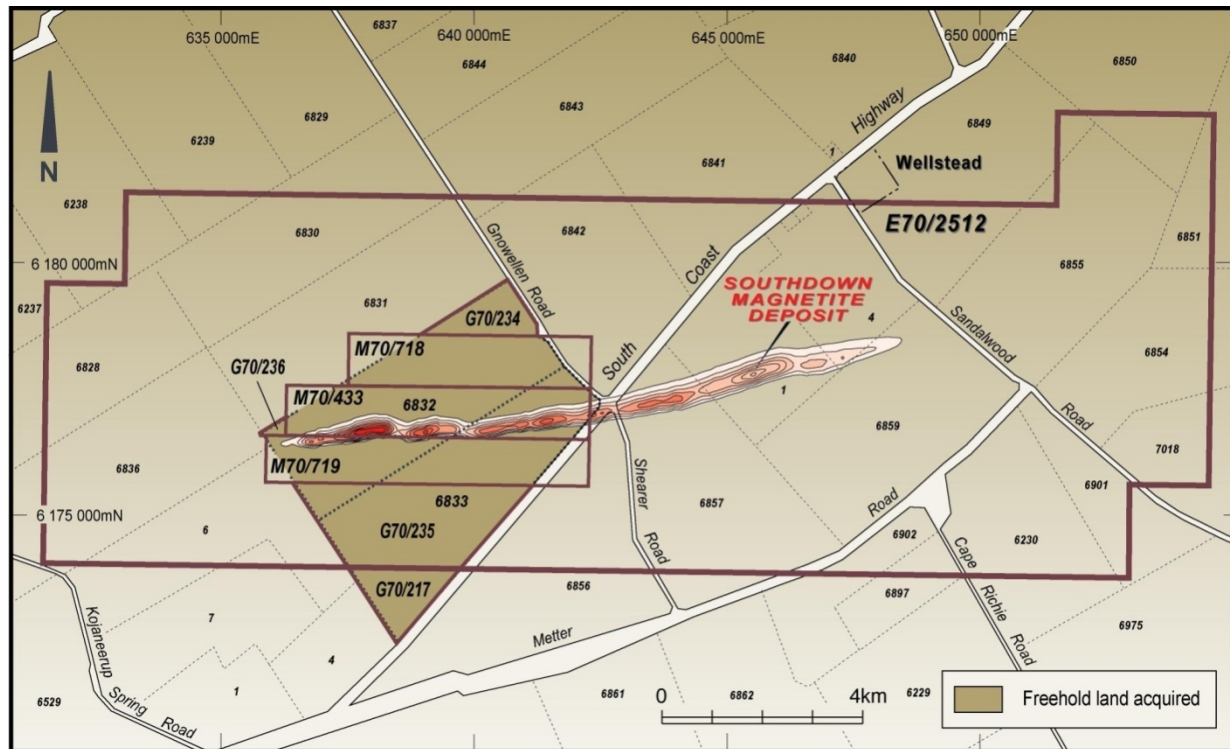 6837
635 000mE
640 000mE
645 000mE
650 000mE
6844
6840
6850
6843
6829
6239
6841
6849
Highway
1
Wellstead
6238
6830
6842
E70/2512
6851
6855
6 180 000mN
Gnowellen Road
Coast
SOUTHDOWN
MAGNETITE
DEPOSIT
6237
6831
G70/234
4
Sandalwood
Road
6828
M70/718
South
6854
G70/236
M70/433
6832
1
6859
6836
M70/719
7018
6833
6901
Shearer
Road
6857
6 175 000mN
6
G70/235
Road
6902
6230
G70/217
6856
Cape
Richie
Road
6897
Kojaneerup
Spring
Road
7
Metter
6975
4
1
6529
6861
6862
6229
0
4km
Freehold land acquired
N